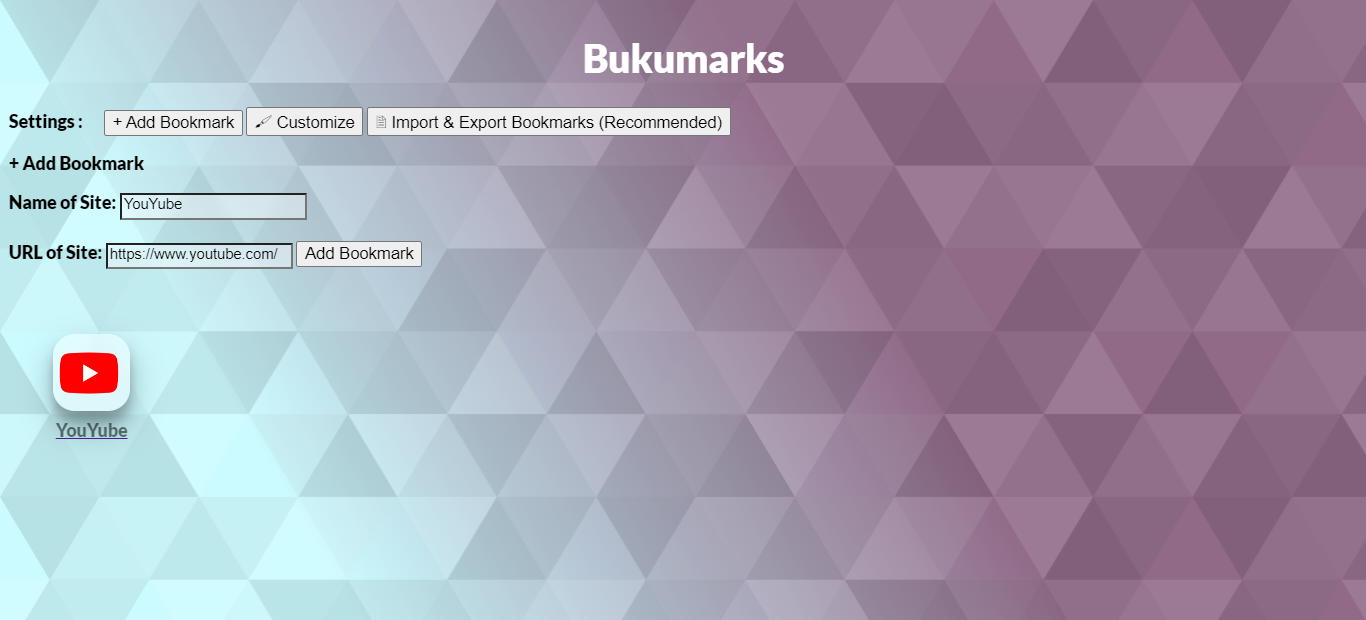 Bukumarks
Settings : + Add Bookmark 🖌 Customize 🗎 Import & Export Bookmarks (Recommended)
+ Add Bookmark
Name of Site: YouYube
URL of Site: https://www.youtube.com/ Add Bookmark
YouYube